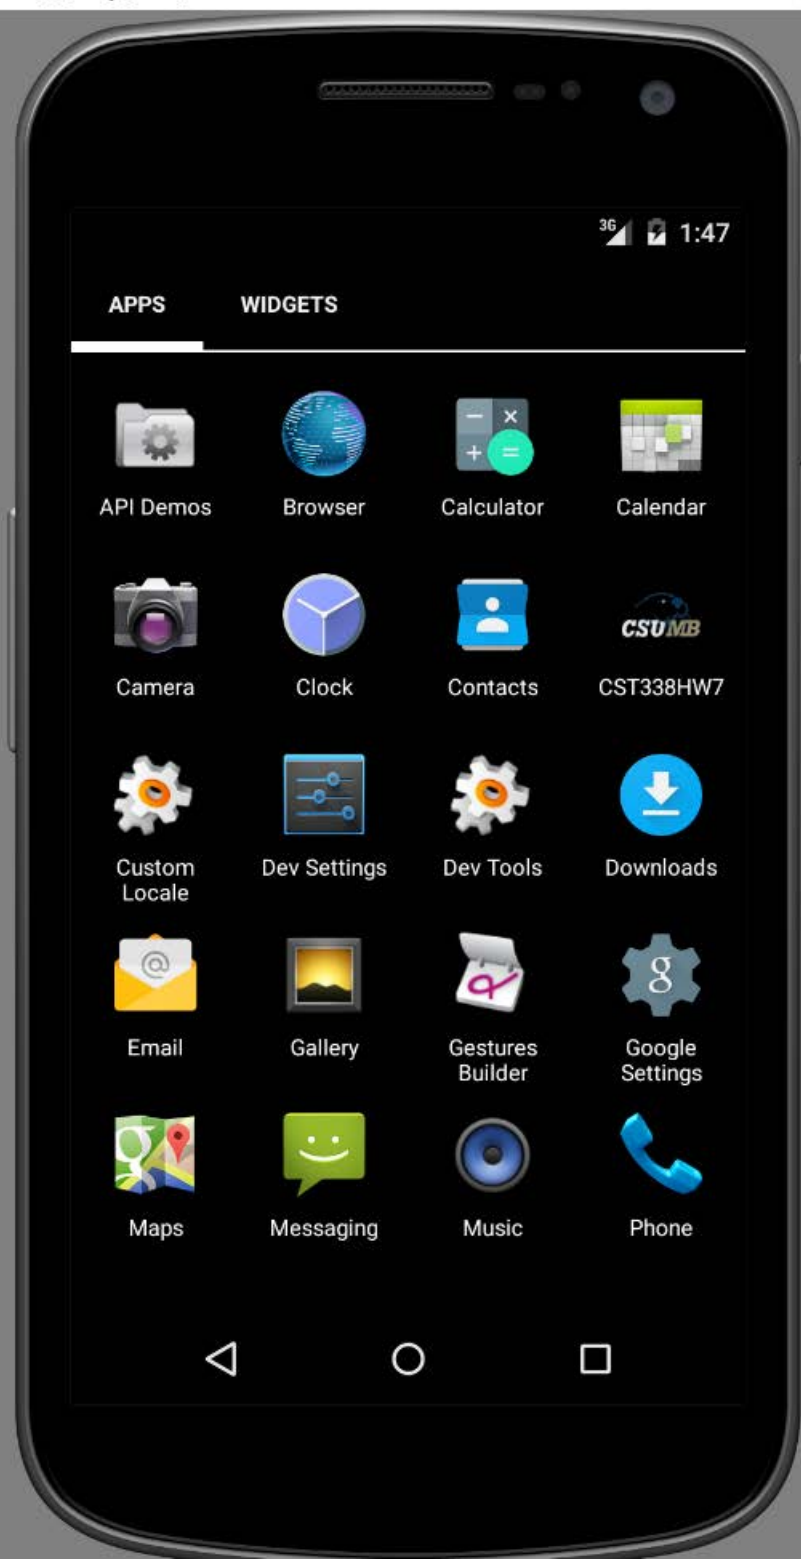 3G 1:47
APPS WIDGETS
API Demos Browser Calculator Calendar
CSUMB
Camera Clock Contacts CST338HW7
Custom Dev Settings Dev Tools Downloads
Locale
@ g
Email Gallery Gestures Google
Builder Settings
g
Maps Messaging Music Phone